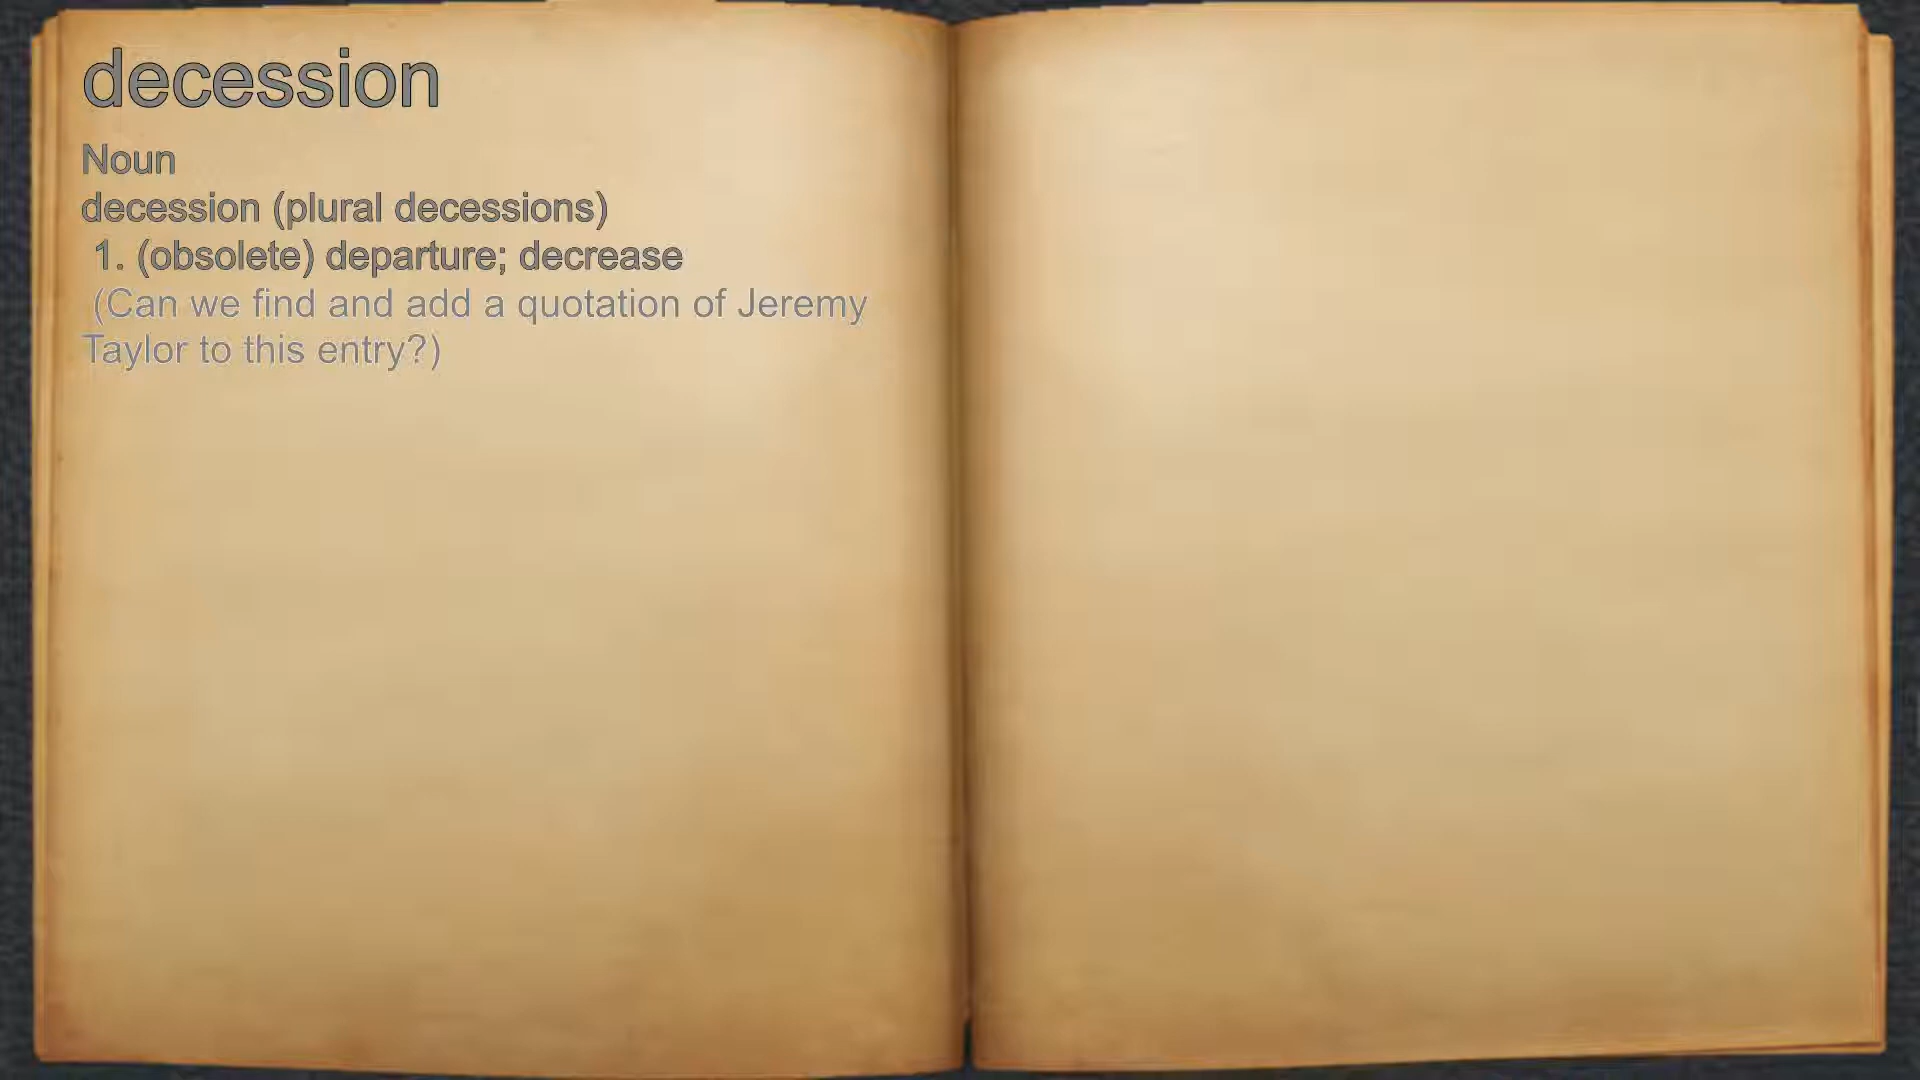 decession
Noun
decession (plural decessions)
1. (obsolete) departure; decrease
(Can we find and add a quotation of Jeremy
Taylor to this entry?)